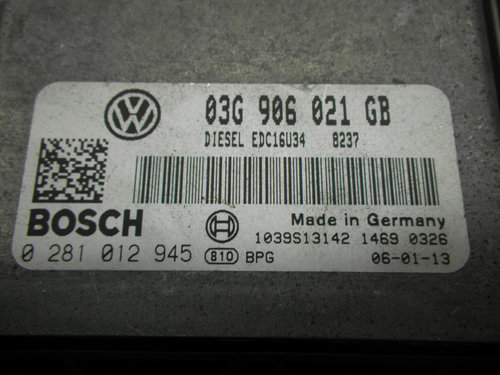 03G 906 021 GB
DIESEL EDC16U34 8237
BOSCH
Made in Germany
1039S13142 1469 0326
0 281 012 945 810 BPG
06-01-13